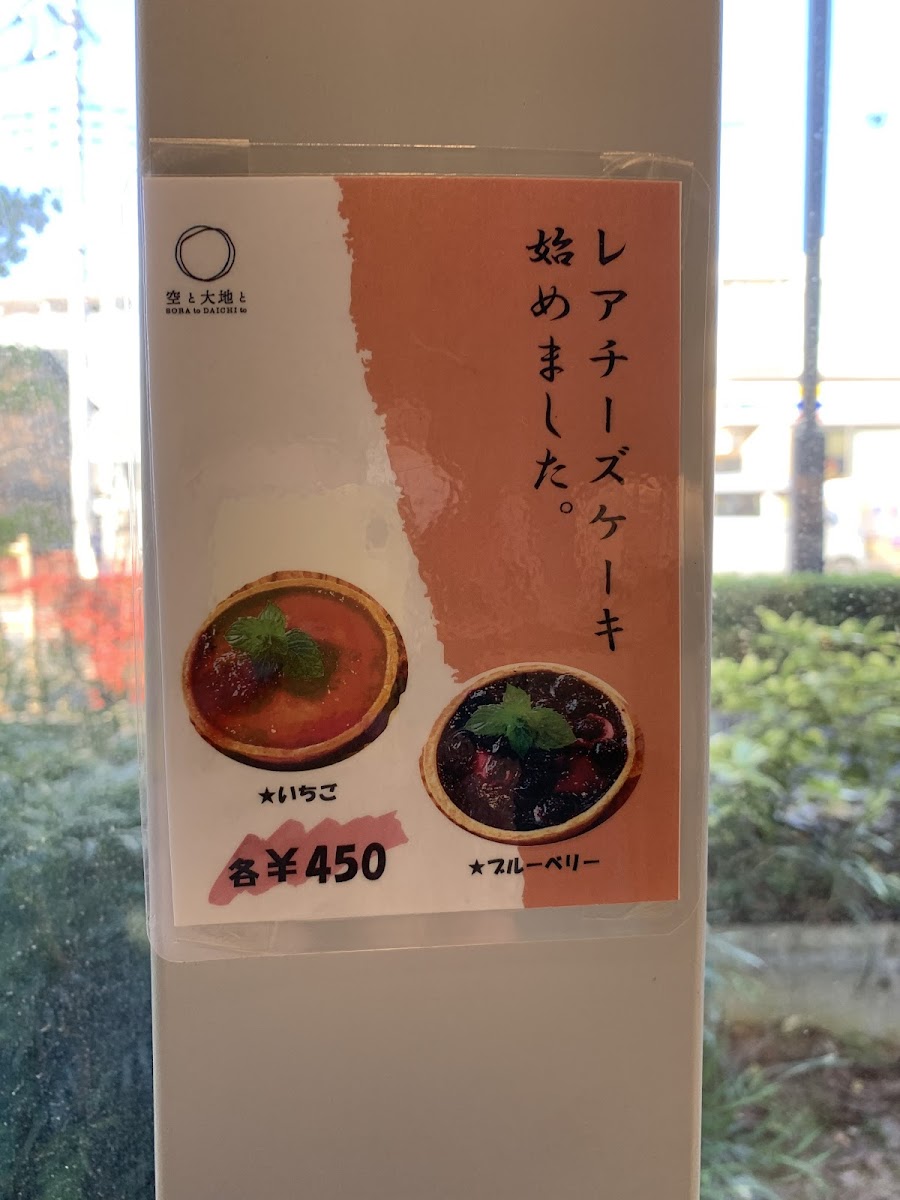 空と大地と
SORA to DAICHI to
レアチーズケーキ
始めました。
★いちご
各¥450
★ブルーベリー